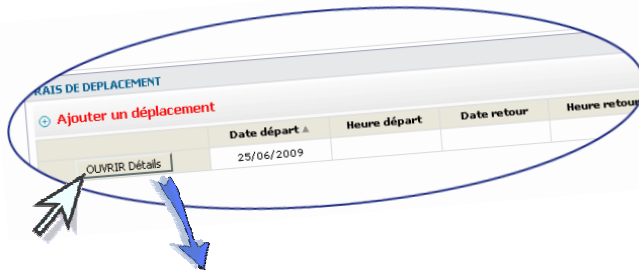 RAIS DE DEPLACEMENT
Ajouter un déplacement
Date départ Heure départ Date retour Heure retour
OUVRIR Détails 25/06/2009